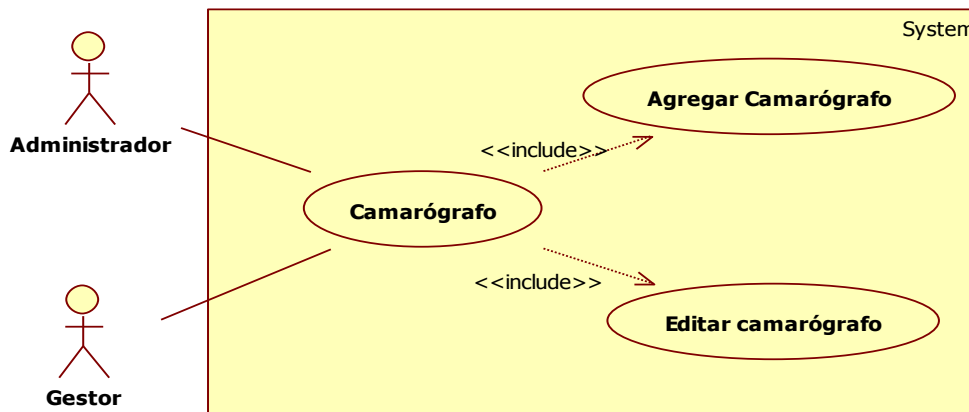 System
Agregar Camarógrafo
Administrador
<<include>>
Camarógrafo
<<include>>
Editar camarógrafo
Gestor